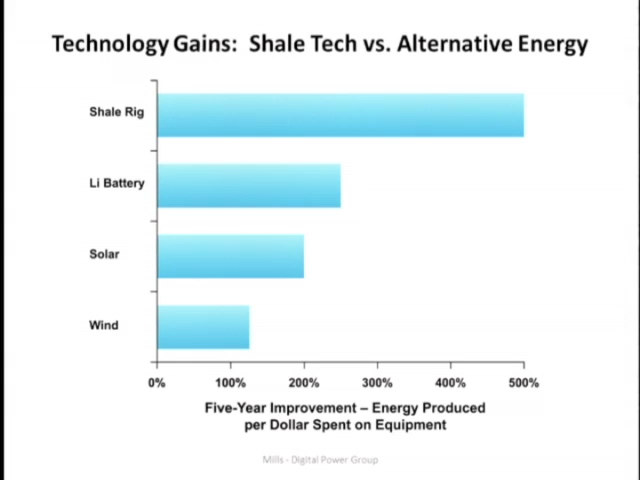 Technology Gains: Shale Tech vs. Alternative Energy
Shale Rig
Li Battery
Solar
Wind
0% 100% 200% 300% 400% 500%
Five-Year Improvement – Energy Produced
per Dollar Spent on Equipment
Mills - Digital Power Group